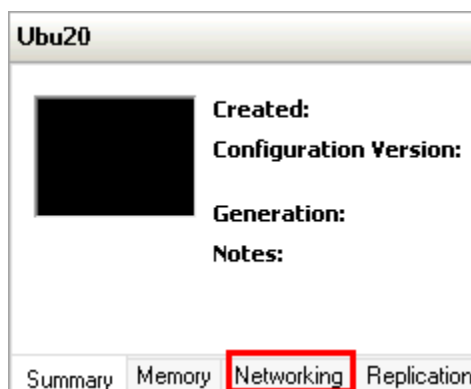 Ubu20
Created:
Configuration Version:
Generation:
Notes:
Summary Memory Networking Replication